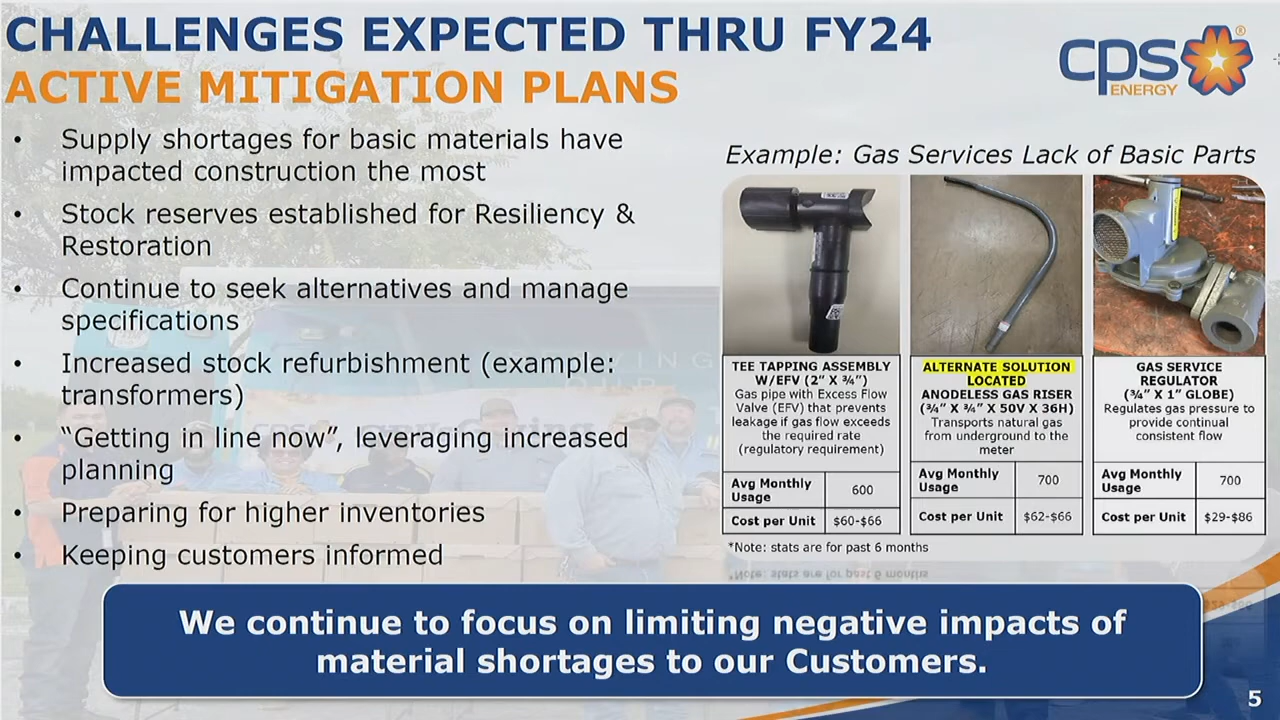 CHALLENGES EXPECTED THRU FY24
ACTIVE MITIGATION PLANS
cps
ENERGY
®
• Supply shortages for basic materials have
impacted construction the most
• Stock reserves established for Resiliency &
Restoration
• Continue to seek alternatives and manage
specifications
• Increased stock refurbishment (example:
transformers)
• “Getting in line now”, leveraging increased
planning
• Preparing for higher inventories
• Keeping customers informed
Example: Gas Services Lack of Basic Parts
TEE TAPPING ASSEMBLY
W/EFV (2” X ¾”)
Gas pipe with Excess Flow
Valve (EFV) that prevents
leakage if gas flow exceeds
the required rate
(regulatory requirement)
Avg Monthly
Usage
600
Cost per Unit
$60-$66
ALTERNATE SOLUTION
LOCATED
ANODELESS GAS RISER
(¾” X ¾” X 50V X 36H)
Transports natural gas
from underground to the
meter
Avg Monthly
Usage
700
Cost per Unit
$62-$66
GAS SERVICE
REGULATOR
(¾” X 1” GLOBE)
Regulates gas pressure to
provide continual
consistent flow
Avg Monthly
Usage
700
Cost per Unit
$29-$86
*Note: stats are for past 6 months
We continue to focus on limiting negative impacts of
material shortages to our Customers.
5